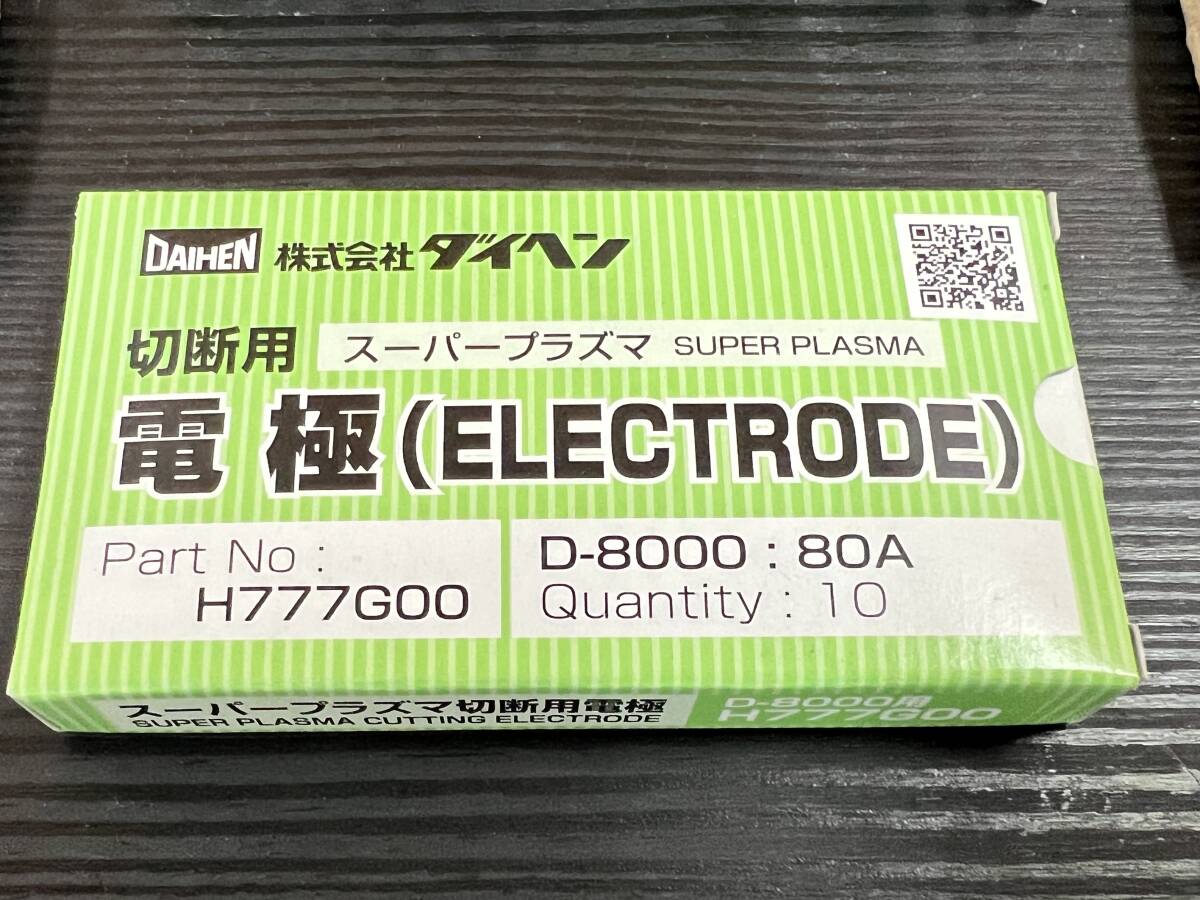 DAIHEN 株式会社ダイヘン
切断用 スーパープラズマ SUPER PLASMA
電極(ELECTRODE)
Part No :
H777G00
D-8000 : 80A
Quantity : 10
スーパープラズマ切断用電極
SUPER PLASMA CUTTING ELECTRODE
D-8000用
H777G00